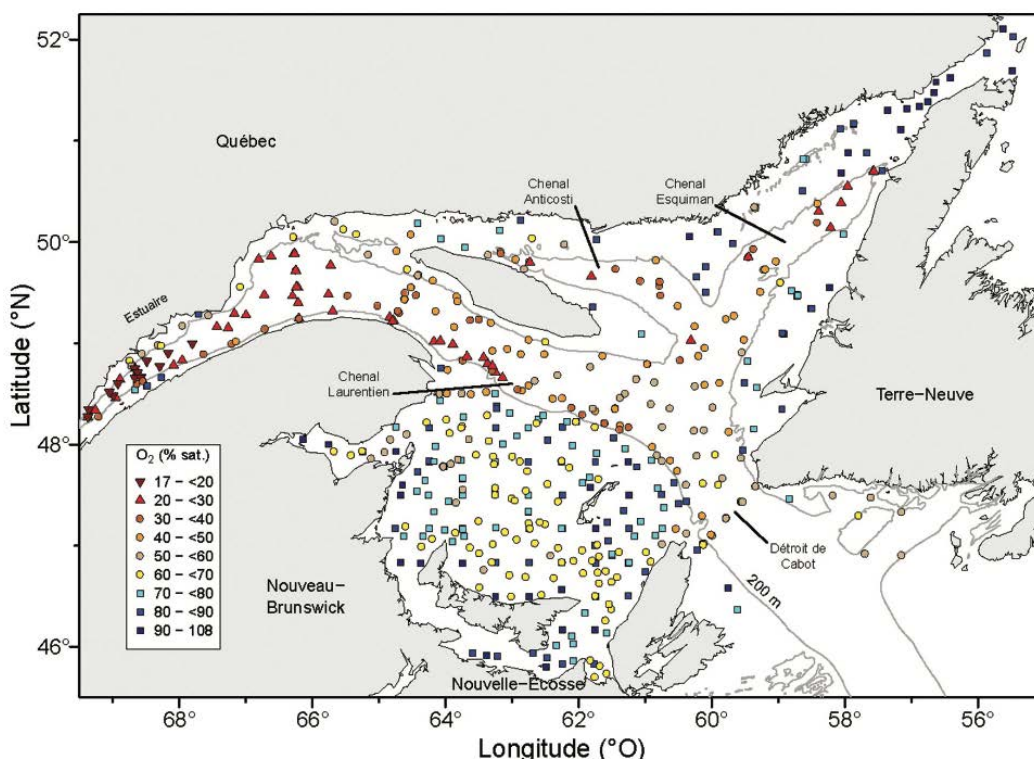 52°
50°
48°
46°
Latitude (°N)
Québec
Chenal
Anticosti
Chenal
Esquiman
Estuaire
Chenal
Laurentien
Terre-Neuve
O₂ (% sat.)
17 - <20
20 - <30
30 - <40
40 - <50
50 - <60
60 - <70
70 - <80
80 - <90
90 - 108
Détroit de
Cabot
200 m
Nouveau-
Brunswick
Nouvelle-Écosse
68° 66° 64° 62° 60° 58° 56°
Longitude (°O)